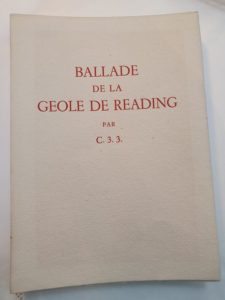 BALLADE
DE LA
GEOLE DE READING
PAR
C. 3. 3.